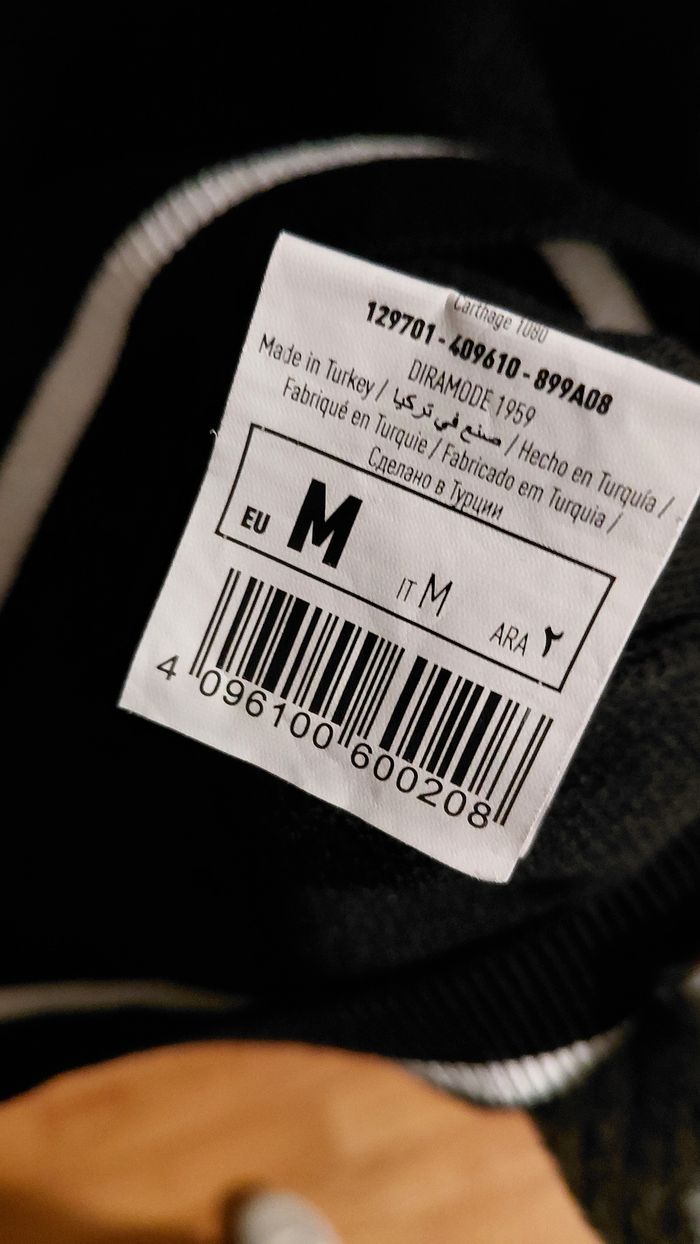 Carthage 1080
129701 - 409610 - 899A08
DIRAMODE 1959
Made in Turkey / صنع في تركيا / Hecho en Turquía /
Fabriqué en Turquie / Fabricado em Turquia /
Сделано в Турции
EU M IT M ARA ٢
4 096100 600208